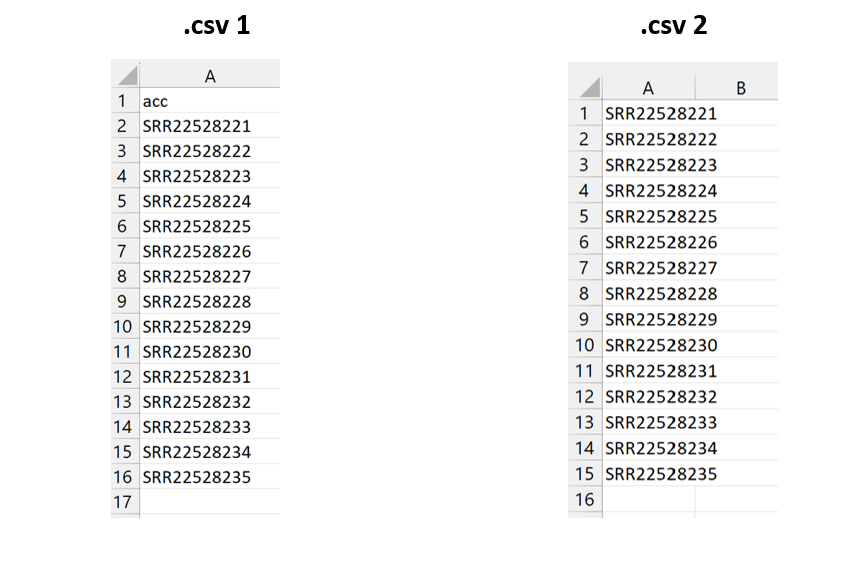 .csv 1
A
1 acc
2 SRR22528221
3 SRR22528222
4 SRR22528223
5 SRR22528224
6 SRR22528225
7 SRR22528226
8 SRR22528227
9 SRR22528228
10 SRR22528229
11 SRR22528230
12 SRR22528231
13 SRR22528232
14 SRR22528233
15 SRR22528234
16 SRR22528235
17
.csv 2
A B
1 SRR22528221
2 SRR22528222
3 SRR22528223
4 SRR22528224
5 SRR22528225
6 SRR22528226
7 SRR22528227
8 SRR22528228
9 SRR22528229
10 SRR22528230
11 SRR22528231
12 SRR22528232
13 SRR22528233
14 SRR22528234
15 SRR22528235
16